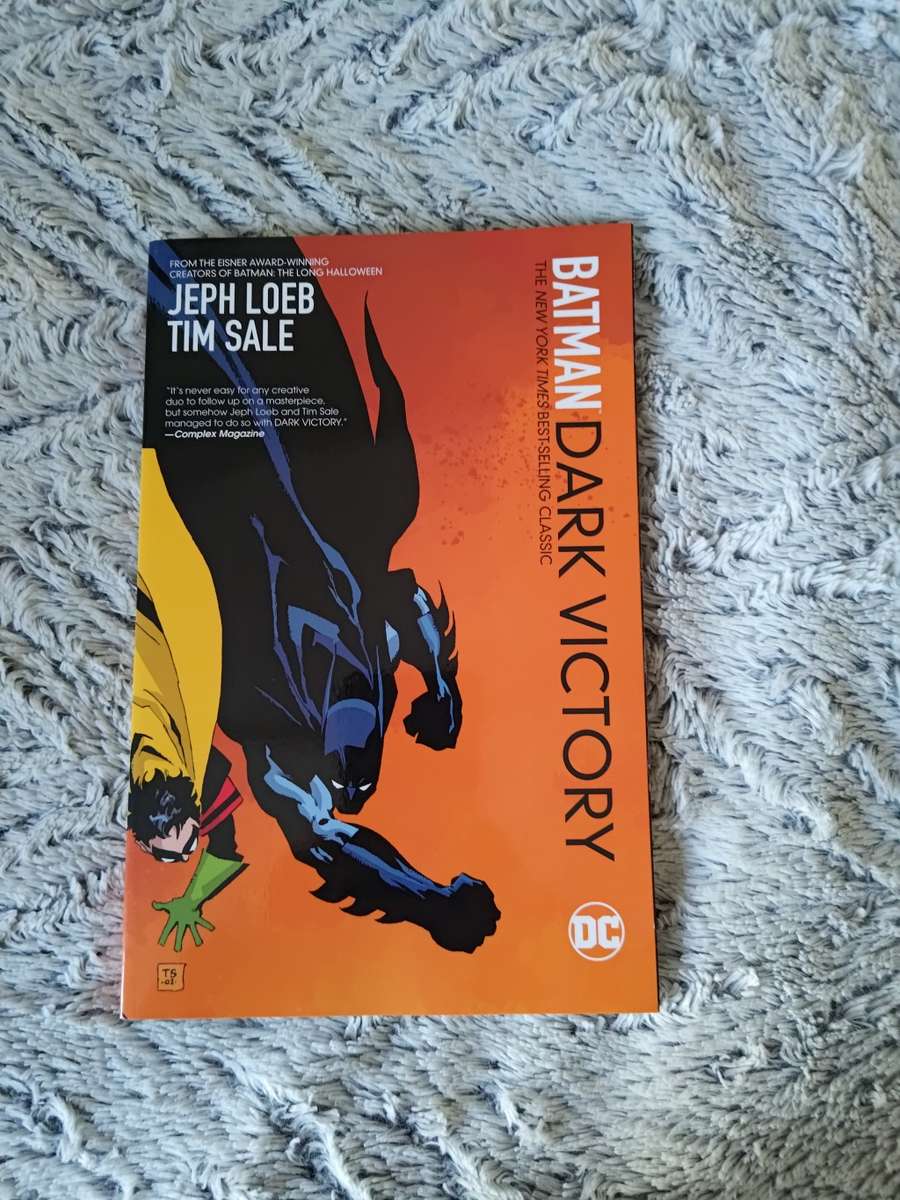 FROM THE EISNER AWARD-WINNING
CREATORS OF BATMAN: THE LONG HALLOWEEN
JEPH LOEB
TIM SALE
"It's never easy for any creative
duo to follow up on a masterpiece,
but somehow Jeph Loeb and Tim Sale
managed to do so with DARK VICTORY."
—Complex Magazine
BATMAN™ DARK VICTORY
THE NEW YORK TIMES BEST-SELLING CLASSIC
DC
TS